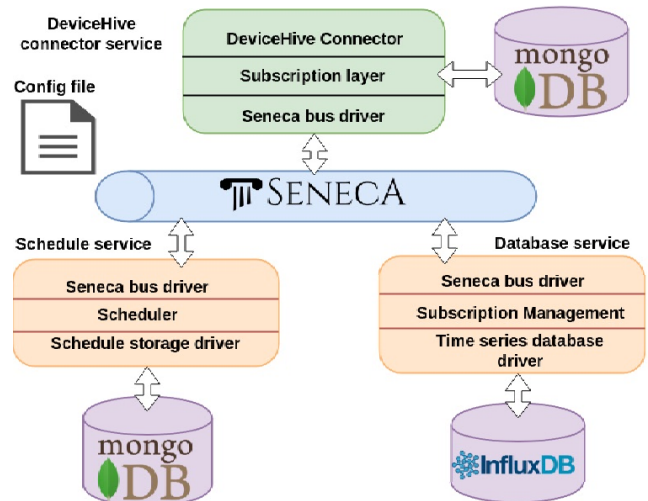 DeviceHive
connector service
DeviceHive Connector
Subscription layer
Seneca bus driver
mongo
DB
Config file
SENECA
Schedule service
Database service
Seneca bus driver
Scheduler
Schedule storage driver
Seneca bus driver
Subscription Management
Time series database
driver
mongo
DB
InfluxDB